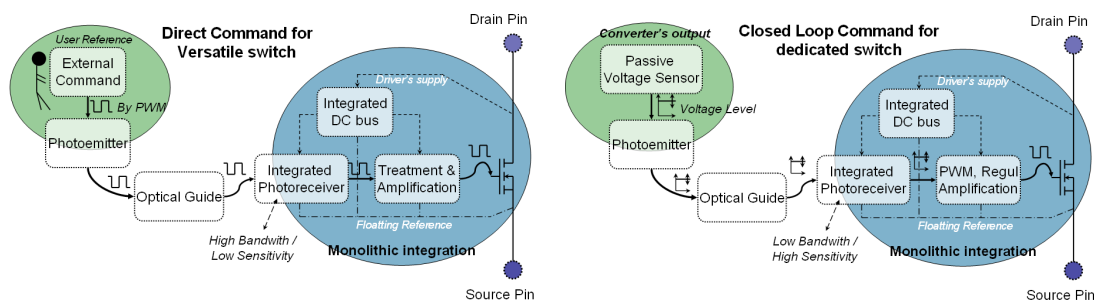 Direct Command for
Versatile switch
User Reference
External
Command
By PWM
Photoemitter
Optical Guide
Integrated
Photoreceiver
High Bandwith /
Low Sensitivity
Driver's supply
Integrated
DC bus
Treatment &
Amplification
Floatting Reference
Monolithic integration
Drain Pin
Source Pin
Closed Loop Command for
dedicated switch
Converter's output
Passive
Voltage Sensor
Voltage Level
Photoemitter
Optical Guide
Integrated
Photoreceiver
Low Bandwith /
High Sensitivity
Driver's supply
Integrated
DC bus
PWM, Regul
Amplification
Floatting Reference
Monolithic integration
Drain Pin
Source Pin